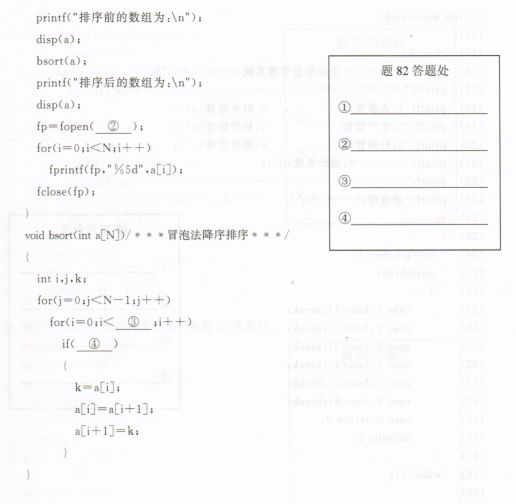 printf("排序前的数组为:\n");
disp(a);
bsort(a);
printf("排序后的数组为:\n");
disp(a);
fp=fopen( ② );
for(i=0;i<N;i++)
fprintf(fp,"%5d",a[i]);
fclose(fp);
}
void bsort(int a[N])/***冒泡法降序排序***/
{
int i,j,k;
for(j=0;j<N-1;j++)
for(i=0;i< ③ ;i++)
if( ④ )
{
k=a[i];
a[i]=a[i+1];
a[i+1]=k;
}
}
题 82 答题处
①
②
③
④